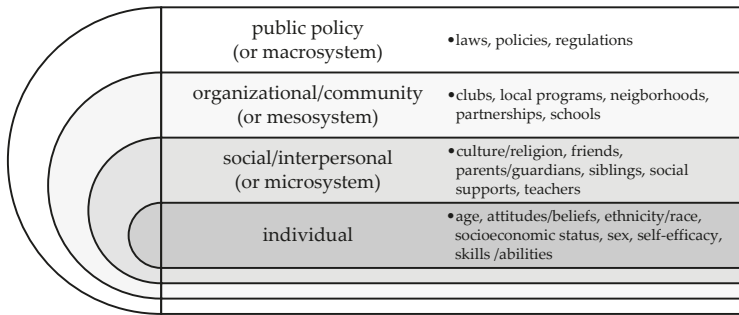 public policy
(or macrosystem)
•laws, policies, regulations
organizational/community
(or mesosystem)
•clubs, local programs, neigborhoods,
partnerships, schools
social/interpersonal
(or microsystem)
•culture/religion, friends,
parents/guardians, siblings, social
supports, teachers
individual
•age, attitudes/beliefs, ethnicity/race,
socioeconomic status, sex, self-efficacy,
skills /abilities